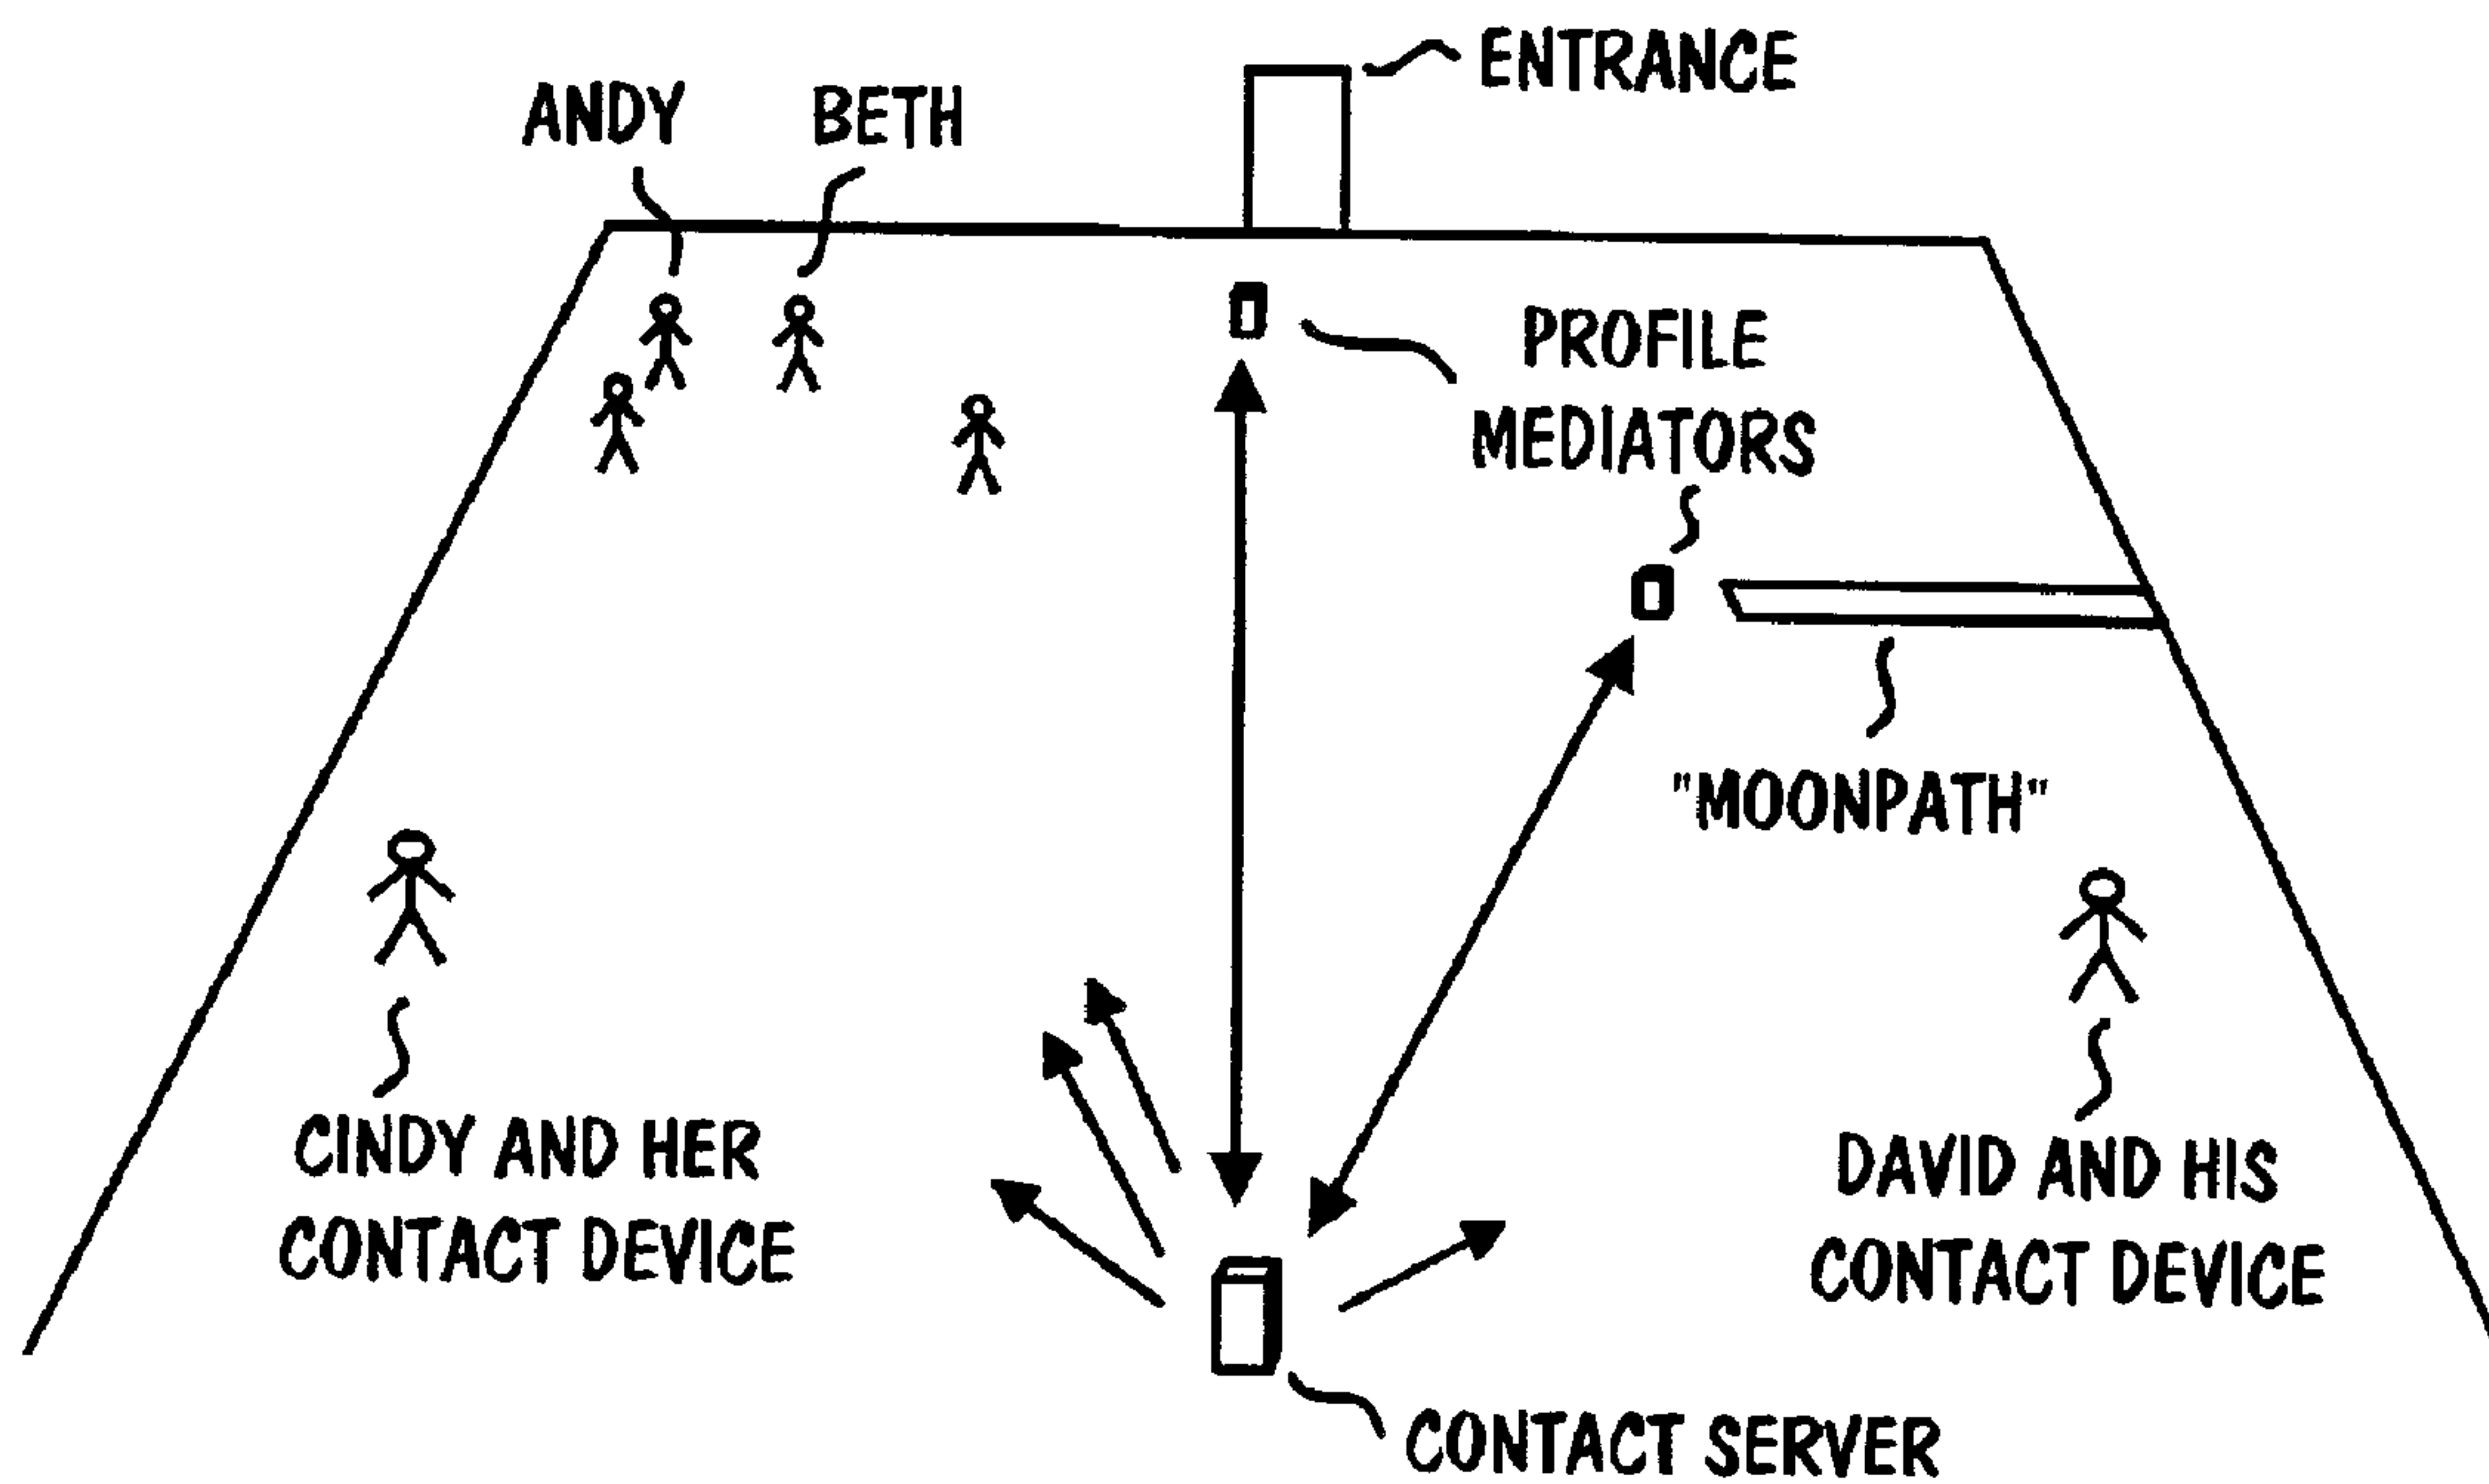 ENTRANCE
ANDY
BETH
PROFILE
MEDIATORS
"MOONPATH"
CINDY AND HER
CONTACT DEVICE
DAVID AND HIS
CONTACT DEVICE
CONTACT SERVER